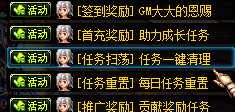 活动 [签到奖励] GM大大的恩赐
活动 [首充奖励] 助力成长任务
活动 [任务扫荡] 任务一键清理
活动 [任务重置] 每日任务重置
活动 [推广奖励] 贡献奖励任务